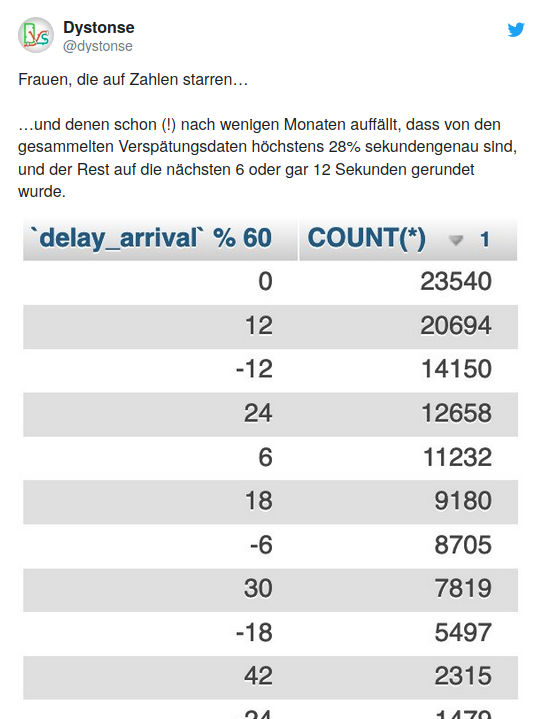 Dystonse
@dystonse
Frauen, die auf Zahlen starren…
…und denen schon (!) nach wenigen Monaten auffällt, dass von den
gesammelten Verspätungsdaten höchstens 28% sekundengenau sind,
und der Rest auf die nächsten 6 oder gar 12 Sekunden gerundet
wurde.
`delay_arrival` % 60 COUNT(*) 1
0 23540
12 20694
-12 14150
24 12658
6 11232
18 9180
-6 8705
30 7819
-18 5497
42 2315
-24 1479